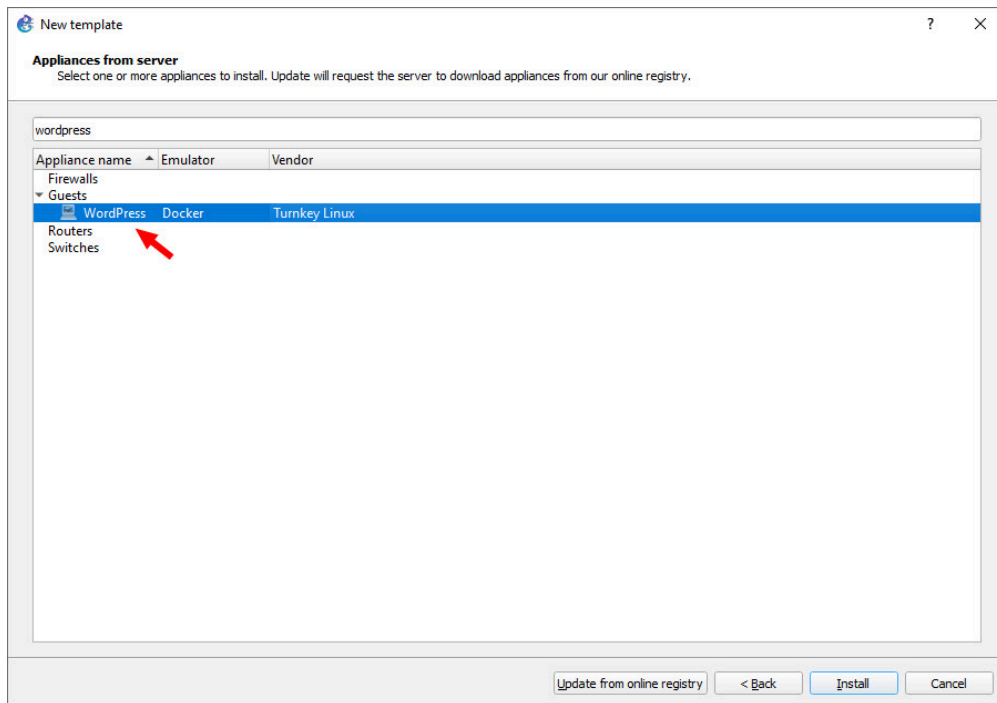 New template
Appliances from server
Select one or more appliances to install. Update will request the server to download appliances from our online registry.
wordpress
Appliance name Emulator Vendor
Firewalls
Guests
WordPress Docker Turnkey Linux
Routers
Switches
Update from online registry < Back Install Cancel